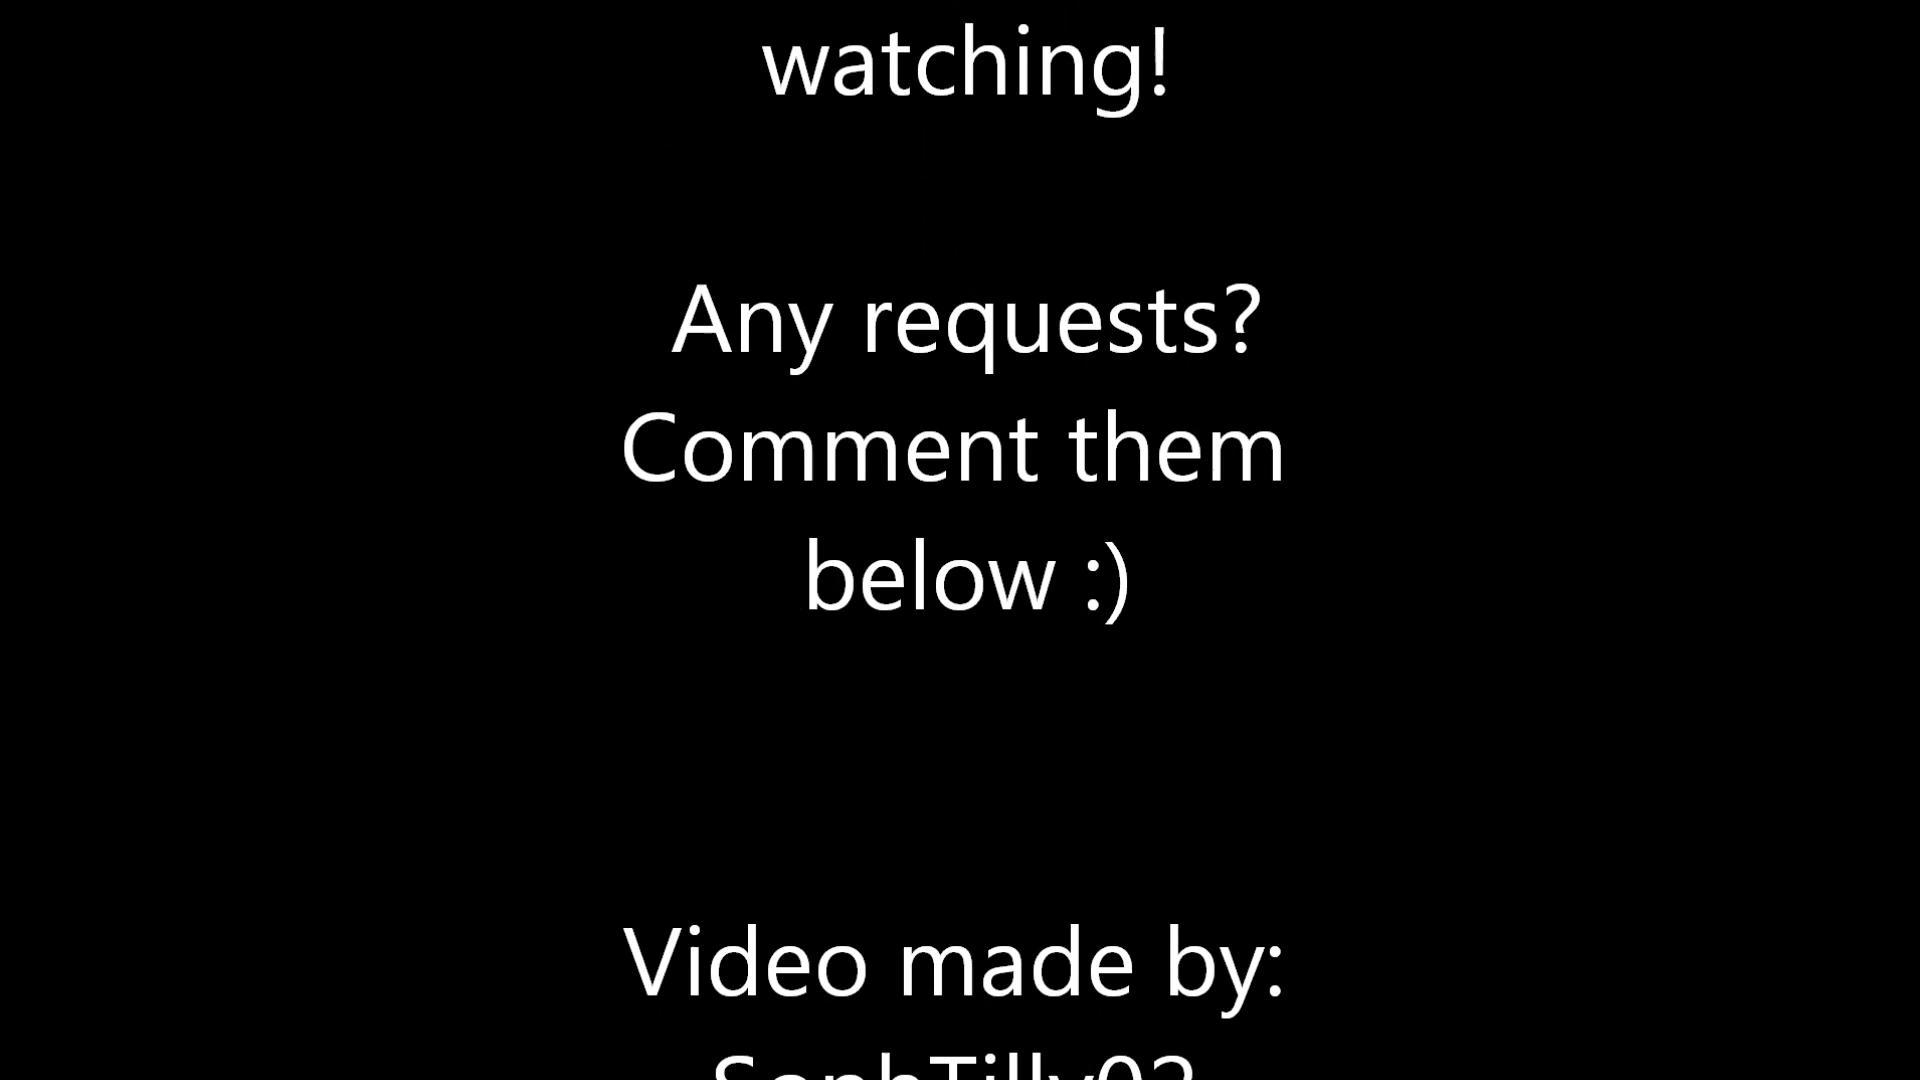 watching!
Any requests?
Comment them
below :)
Video made by: